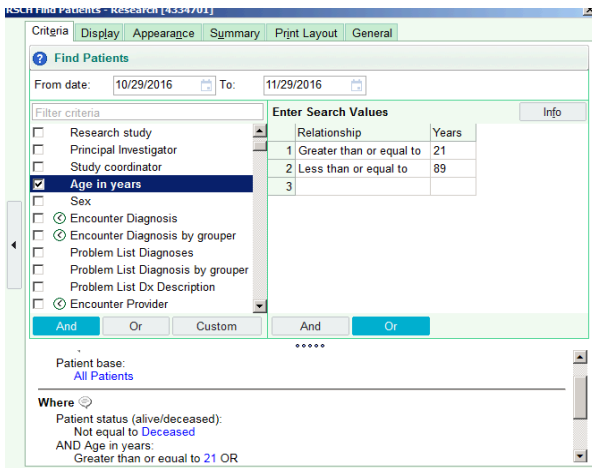 RSCH Find Patients - Research [4334701]
Criteria Display Appearance Summary Print Layout General
Find Patients
From date: 10/29/2016 To: 11/29/2016
Filter criteria
Research study
Principal Investigator
Study coordinator
Age in years
Sex
Encounter Diagnosis
Encounter Diagnosis by grouper
Problem List Diagnoses
Problem List Diagnosis by grouper
Problem List Dx Description
Encounter Provider
And Or Custom
Enter Search Values Info
Relationship Years
1 Greater than or equal to 21
2 Less than or equal to 89
3
And Or
Patient base:
All Patients
Where
Patient status (alive/deceased):
Not equal to Deceased
AND Age in years:
Greater than or equal to 21 OR